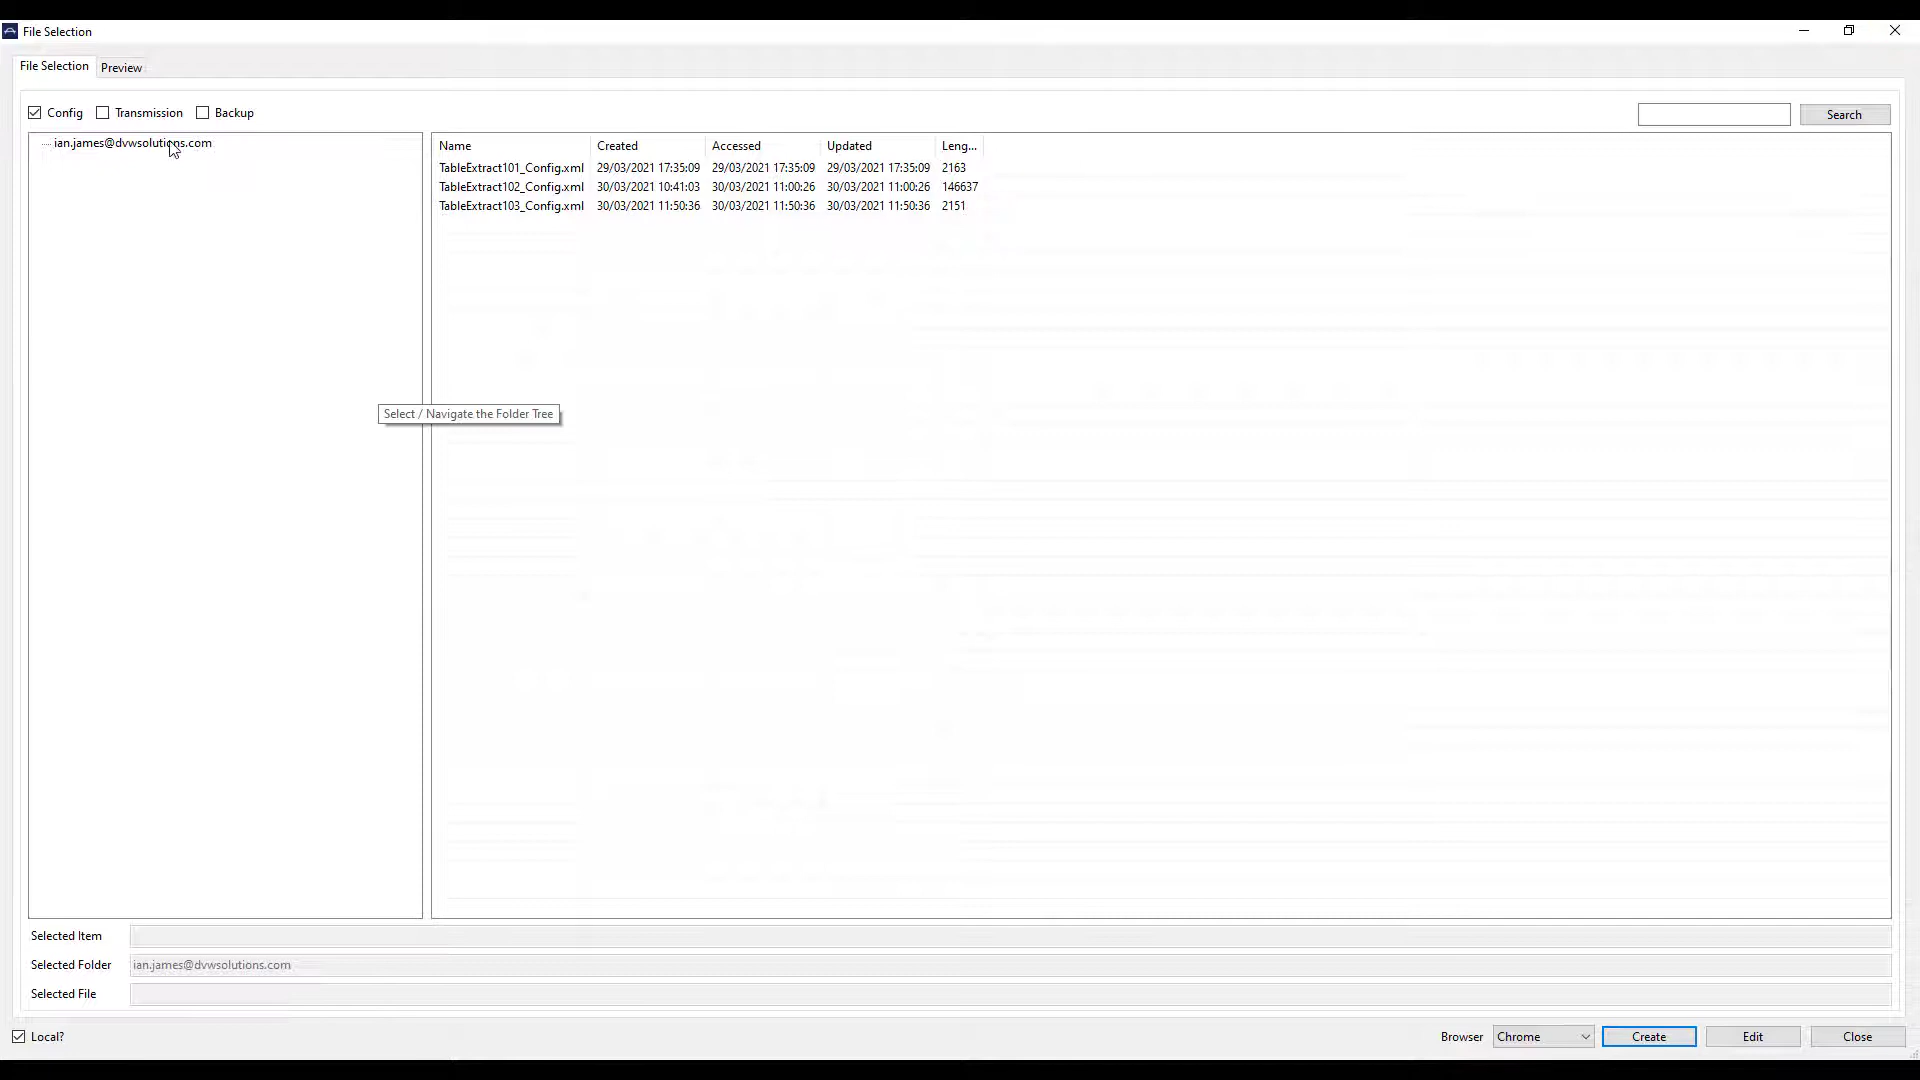 File Selection
File Selection Preview
Config Transmission Backup Search
ian.james@dvwsolutions.com
Name Created Accessed Updated Leng...
TableExtract101_Config.xml 29/03/2021 17:35:09 29/03/2021 17:35:09 29/03/2021 17:35:09 2163
TableExtract102_Config.xml 30/03/2021 10:41:03 30/03/2021 11:00:26 30/03/2021 11:00:26 146637
TableExtract103_Config.xml 30/03/2021 11:50:36 30/03/2021 11:50:36 30/03/2021 11:50:36 2151
Select / Navigate the Folder Tree
Selected Item
Selected Folder ian.james@dvwsolutions.com
Selected File
Local? Browser Chrome Create Edit Close